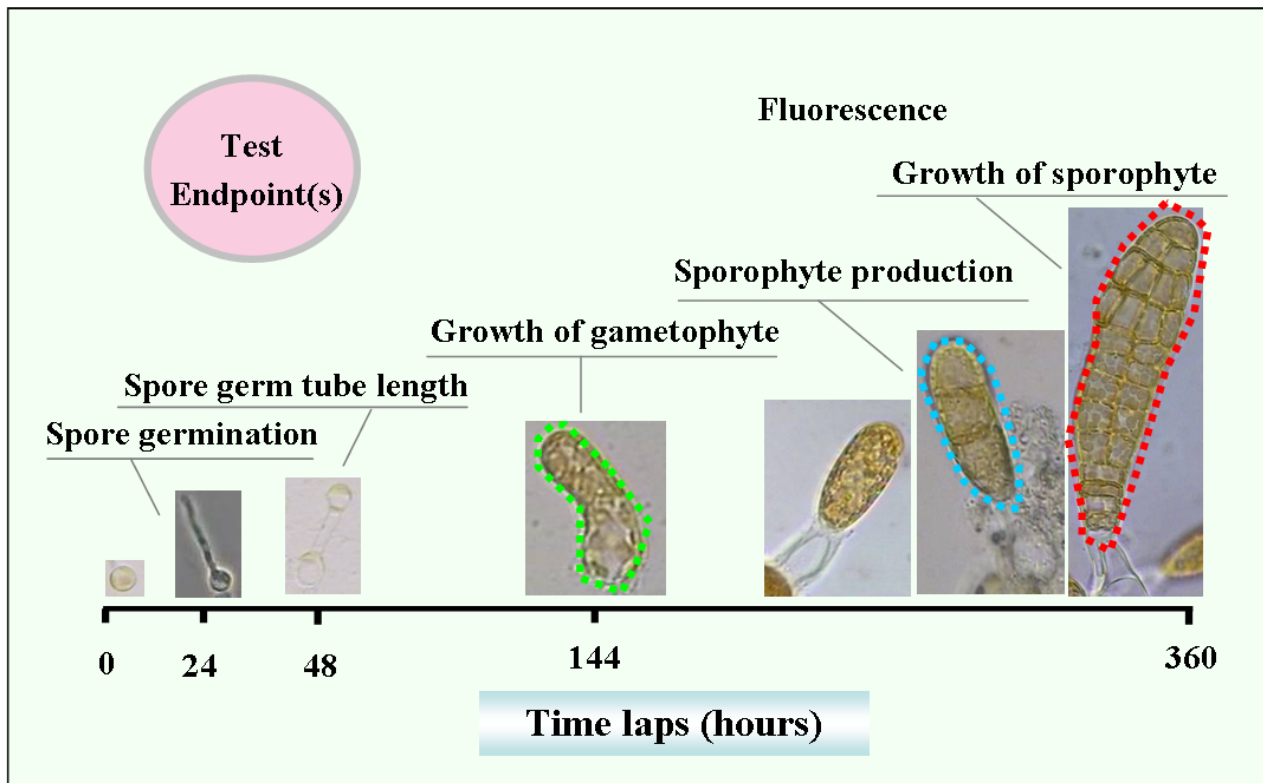 Test
Endpoint(s)
Fluorescence
Growth of sporophyte
Sporophyte production
Growth of gametophyte
Spore germ tube length
Spore germination
0
24
48
144
360
Time laps (hours)